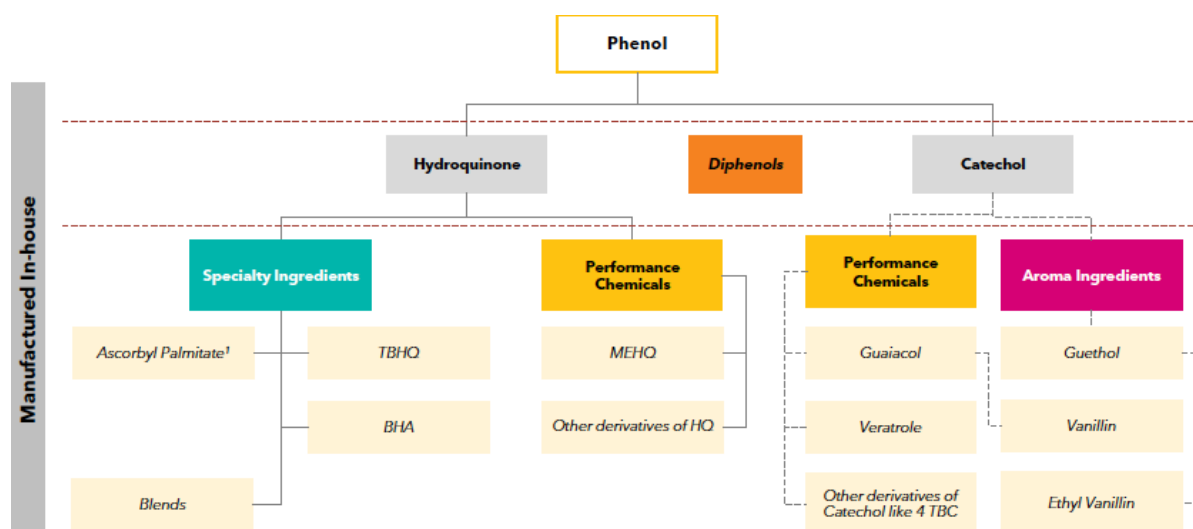 Phenol
Manufactured In-house
Hydroquinone
Diphenols
Catechol
Specialty Ingredients
Performance
Chemicals
Performance
Chemicals
Aroma Ingredients
Ascorbyl Palmitate¹
TBHQ
MEHQ
Guaiacol
Guethol
BHA
Other derivatives of HQ
Veratrole
Vanillin
Blends
Other derivatives of
Catechol like 4 TBC
Ethyl Vanillin